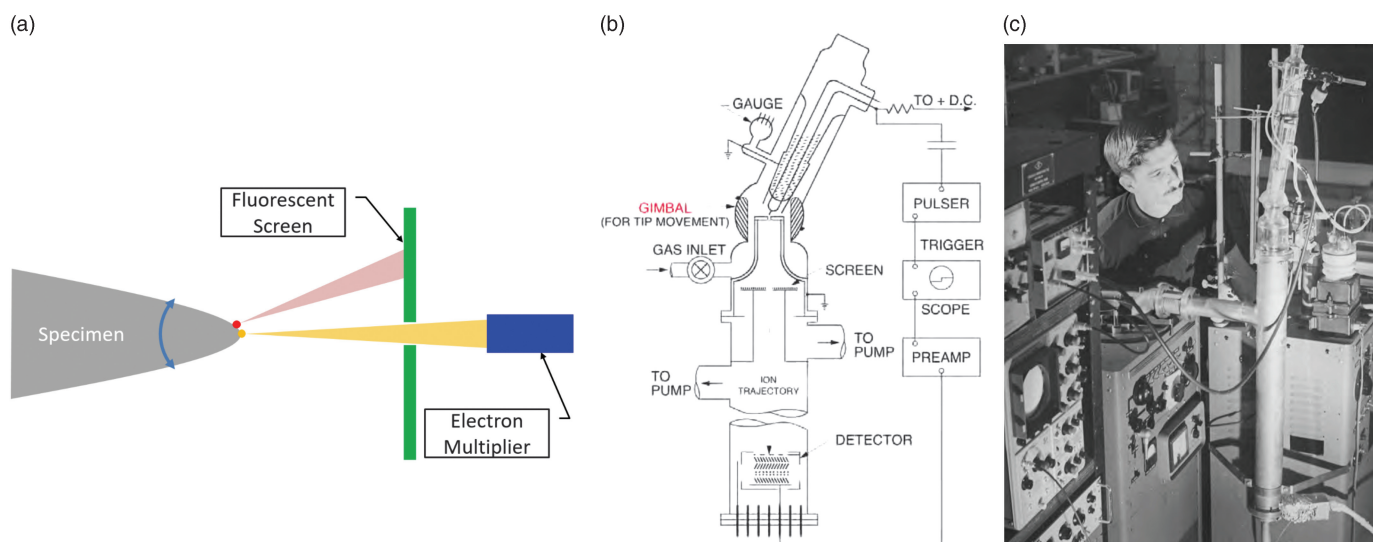 (a)
Fluorescent
Screen
Specimen
Electron
Multiplier
(b)
GAUGE
TO + D.C.
GIMBAL
(FOR TIP MOVEMENT)
GAS INLET
PULSER
TRIGGER
SCREEN
SCOPE
TO
PUMP
PREAMP
TO
PUMP
ION
TRAJECTORY
DETECTOR
(c)